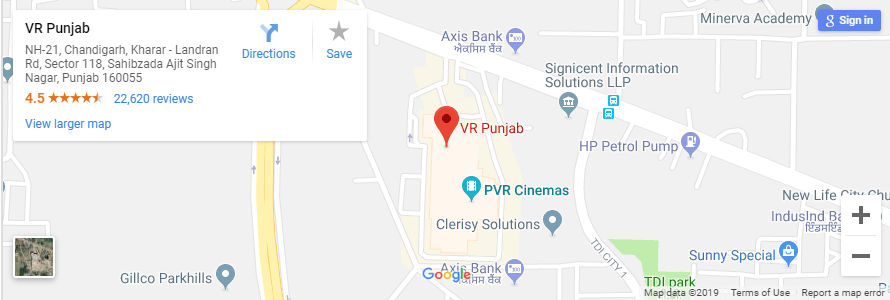 VR Punjab
NH-21, Chandigarh, Kharar - Landran
Rd, Sector 118, Sahibzada Ajit Singh
Nagar, Punjab 160055
4.5
22,620 reviews
View larger map
Directions
Save
Axis Bank
ਐਕਸਿਸ ਬੈਂਕ
Minerva Academy
Sign in
Signicent Information
Solutions LLP
VR Punjab
HP Petrol Pump
PVR Cinemas
New Life City Chu
Clerisy Solutions
IndusInd Ba
TDI CITY 1
Sunny Special
Gillco Parkhills
Google
Axis Bank
ਐਕਸਿਸ ਬੈਂਕ
TDI park
Map data ©2019
Terms of Use
Report a map error